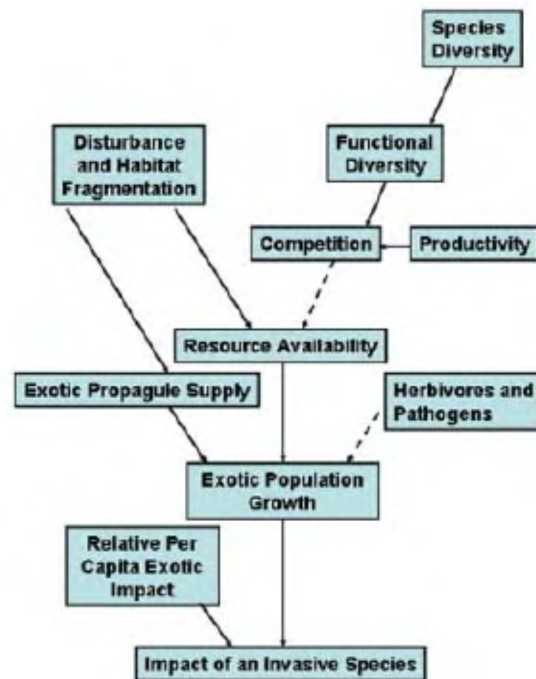 Species
Diversity
Disturbance
and Habitat
Fragmentation
Functional
Diversity
Competition
Productivity
Resource Availability
Exotic Propagule Supply
Herbivores and
Pathogens
Exotic Population
Growth
Relative Per
Capita Exotic
Impact
Impact of an Invasive Species